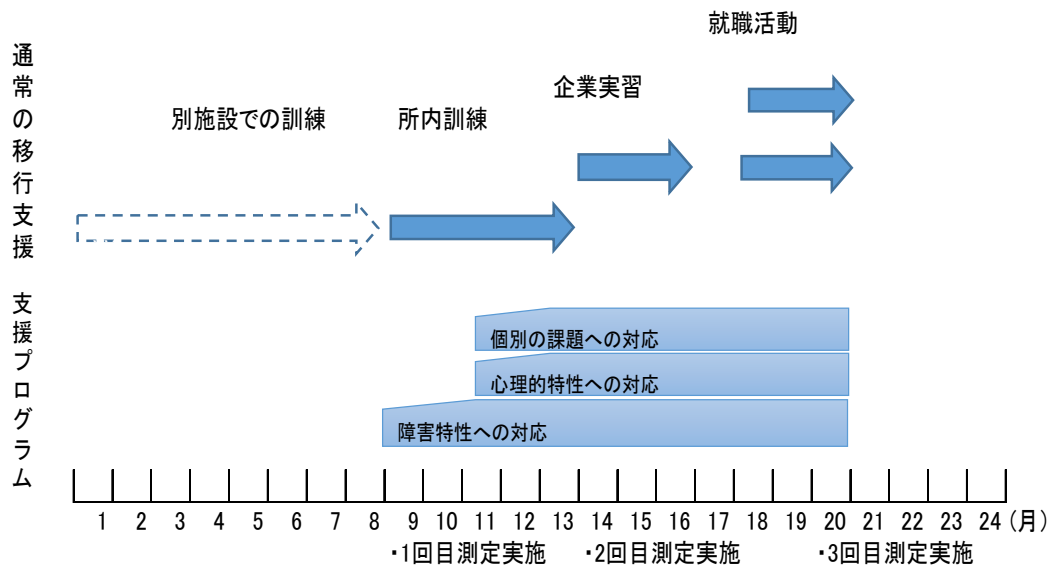 就職活動
企業実習
別施設での訓練
所内訓練
通常の移行支援
個別の課題への対応
心理的特性への対応
障害特性への対応
支援プログラム
1 2 3 4 5 6 7 8 9 10 11 12 13 14 15 16 17 18 19 20 21 22 23 24 (月)
・1回目測定実施 ・2回目測定実施 ・3回目測定実施